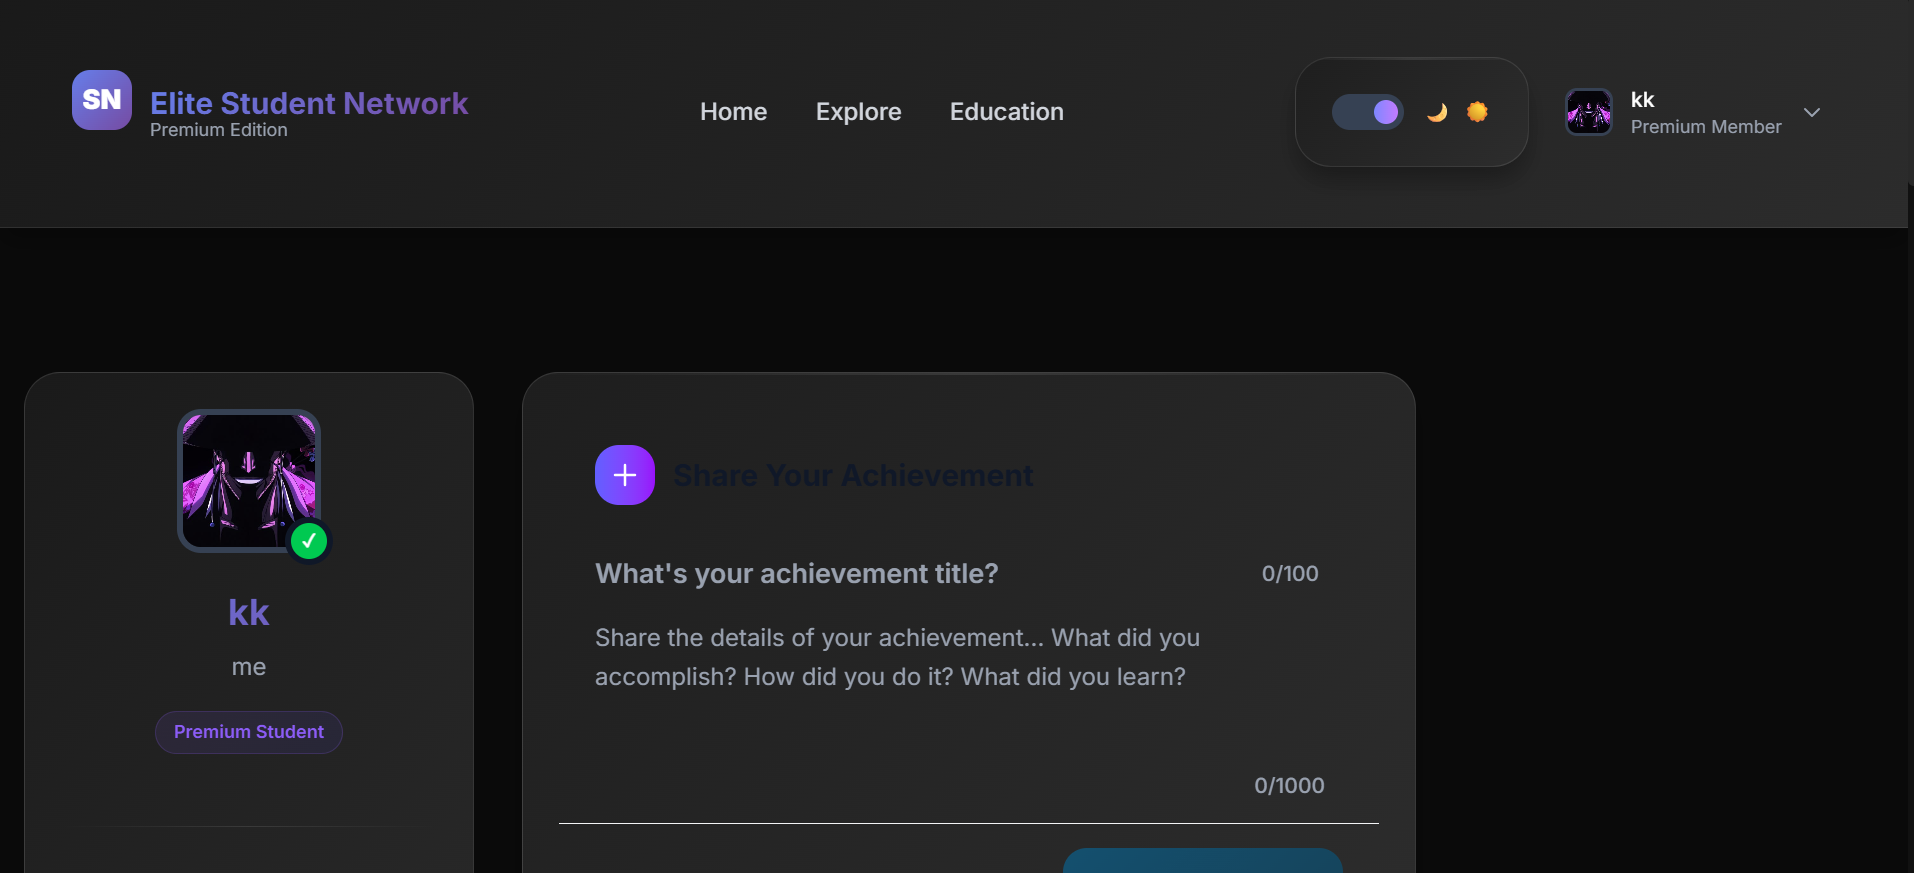 SN
Elite Student Network
Premium Edition
Home
Explore
Education
kk
Premium Member
kk
me
Premium Student
Share Your Achievement
What's your achievement title?
0/100
Share the details of your achievement... What did you
accomplish? How did you do it? What did you learn?
0/1000